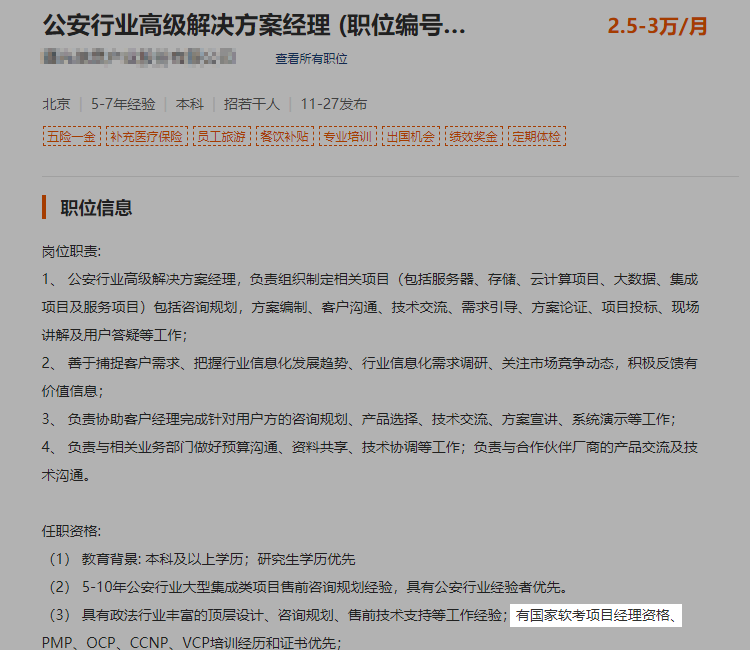 公安行业高级解决方案经理 (职位编号...
2.5-3万/月
查看所有职位
北京 | 5-7年经验 | 本科 | 招若干人 | 11-27发布
五险一金 补充医疗保险 员工旅游 餐饮补贴 专业培训 出国机会 绩效奖金 定期体检
职位信息
岗位职责:
1、 公安行业高级解决方案经理，负责组织制定相关项目（包括服务器、存储、云计算项目、大数据、集成
项目及服务项目）包括咨询规划，方案编制、客户沟通、技术交流、需求引导、方案论证、项目投标、现场
讲解及用户答疑等工作；
2、 善于捕捉客户需求、把握行业信息化发展趋势、行业信息化需求调研、关注市场竞争动态，积极反馈有
价值信息；
3、 负责协助客户经理完成针对用户方的咨询规划、产品选择、技术交流、方案宣讲、系统演示等工作；
4、 负责与相关业务部门做好预算沟通、资料共享、技术协调等工作；负责与合作伙伴厂商的产品交流及技
术沟通。
任职资格:
（1） 教育背景: 本科及以上学历；研究生学历优先
（2） 5-10年公安行业大型集成类项目售前咨询规划经验，具有公安行业经验者优先。
（3） 具有政法行业丰富的顶层设计、咨询规划、售前技术支持等工作经验；有国家软考项目经理资格、
PMP、OCP、CCNP、VCP培训经历和证书优先；